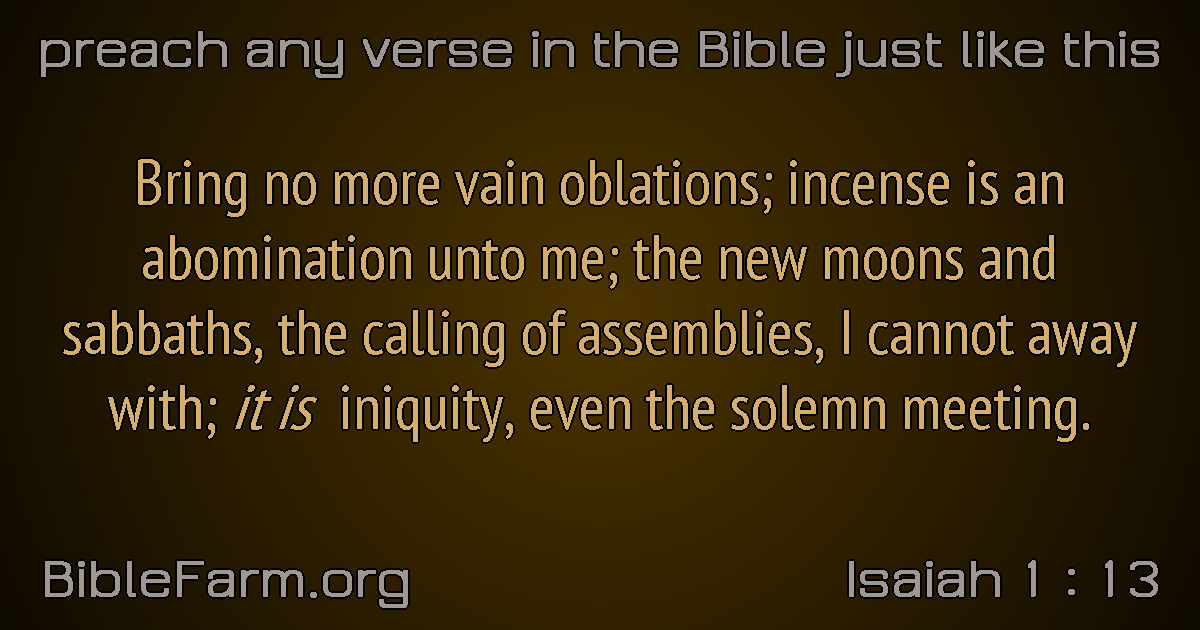 preach any verse in the Bible just like this
Bring no more vain oblations; incense is an
abomination unto me; the new moons and
sabbaths, the calling of assemblies, I cannot away
with; it is iniquity, even the solemn meeting.
BibleFarm.org
Isaiah 1 : 13